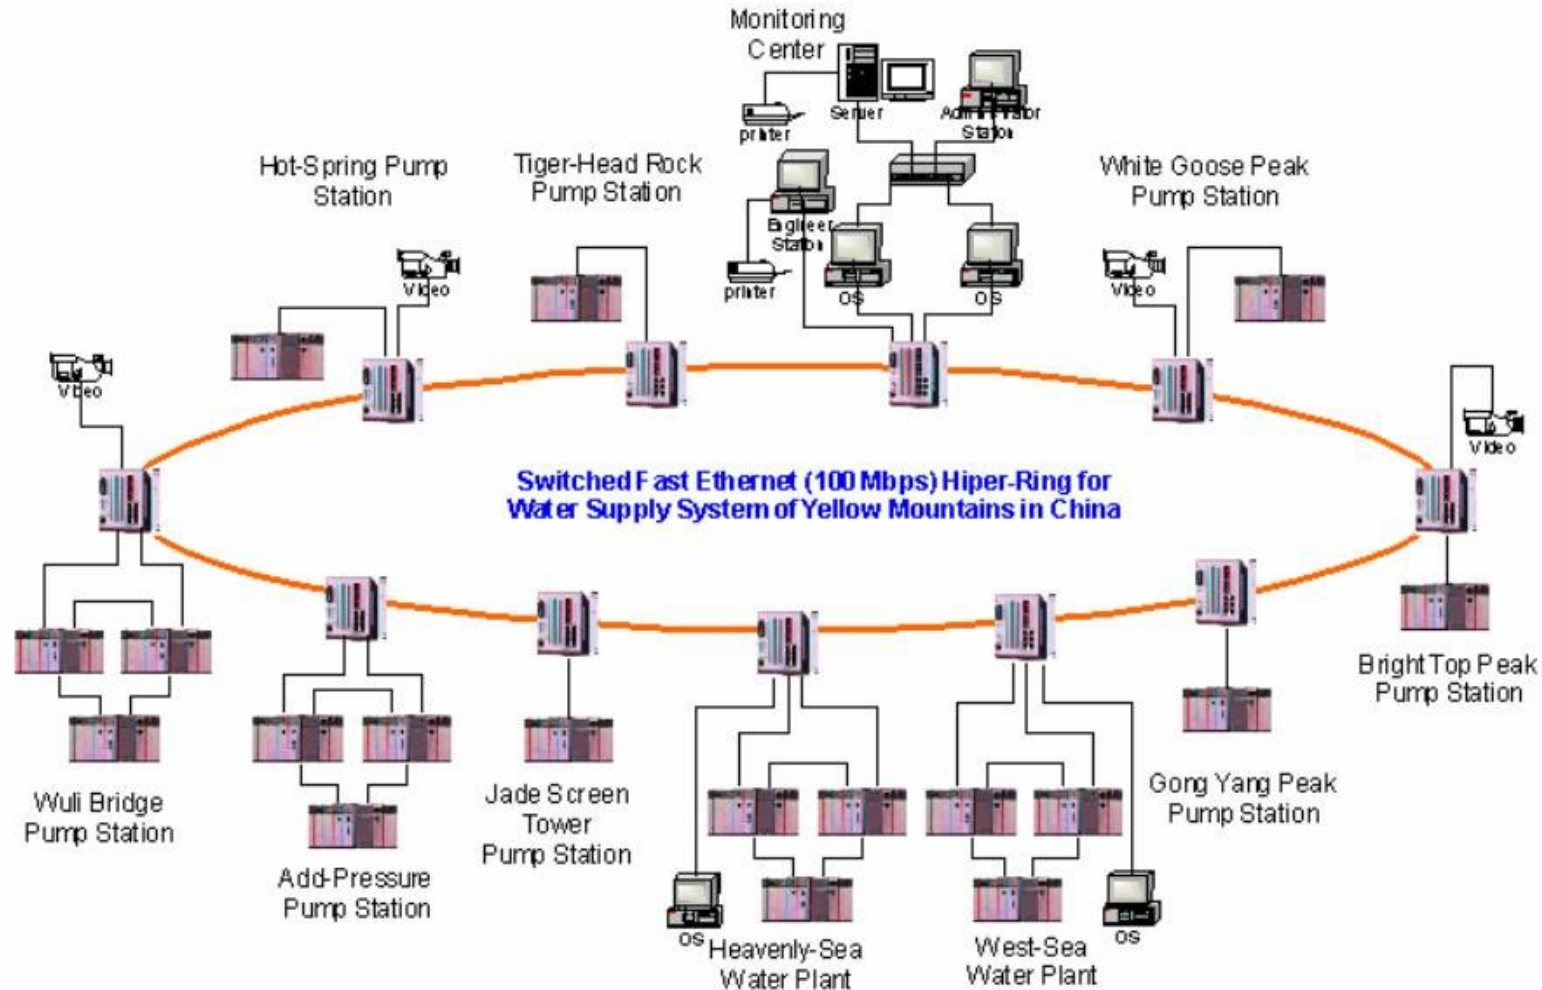 Monitoring
Center
Server
printer
Station
Hot-Spring Pump
Station
Tiger-Head Rock
Pump Station
White Goose Peak
Pump Station
Engineer
Station
Video
printer
OS
OS
Video
Video
Video
Switched Fast Ethernet (100 Mbps) Hiper-Ring for
Water Supply System of Yellow Mountains in China
Bright Top Peak
Pump Station
Wuli Bridge
Pump Station
Jade Screen
Tower
Pump Station
Gong Yang Peak
Pump Station
Add-Pressure
Pump Station
OS
Heavenly-Sea
Water Plant
West-Sea
Water Plant
OS